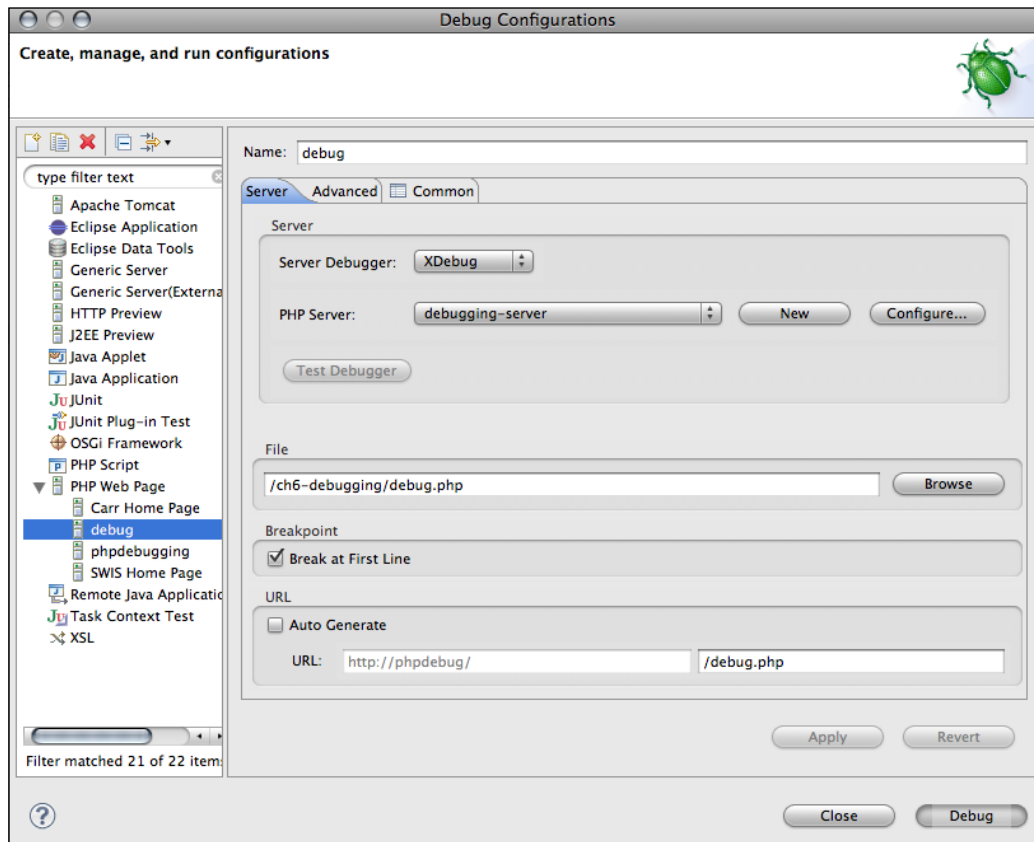 Debug Configurations
Create, manage, and run configurations
type filter text
Apache Tomcat
Eclipse Application
Eclipse Data Tools
Generic Server
Generic Server(Externa
HTTP Preview
J2EE Preview
Java Applet
Java Application
JUnit
JUnit Plug-in Test
OSGi Framework
PHP Script
PHP Web Page
Carr Home Page
debug
phpdebugging
SWIS Home Page
Remote Java Applicatio
Task Context Test
XSL
Filter matched 21 of 22 item
Name: debug
Server Advanced Common
Server
Server Debugger: XDebug
PHP Server: debugging-server New Configure...
Test Debugger
File
/ch6-debugging/debug.php Browse
Breakpoint
Break at First Line
URL
Auto Generate
URL: http://phpdebug/ /debug.php
Apply Revert
? Close Debug